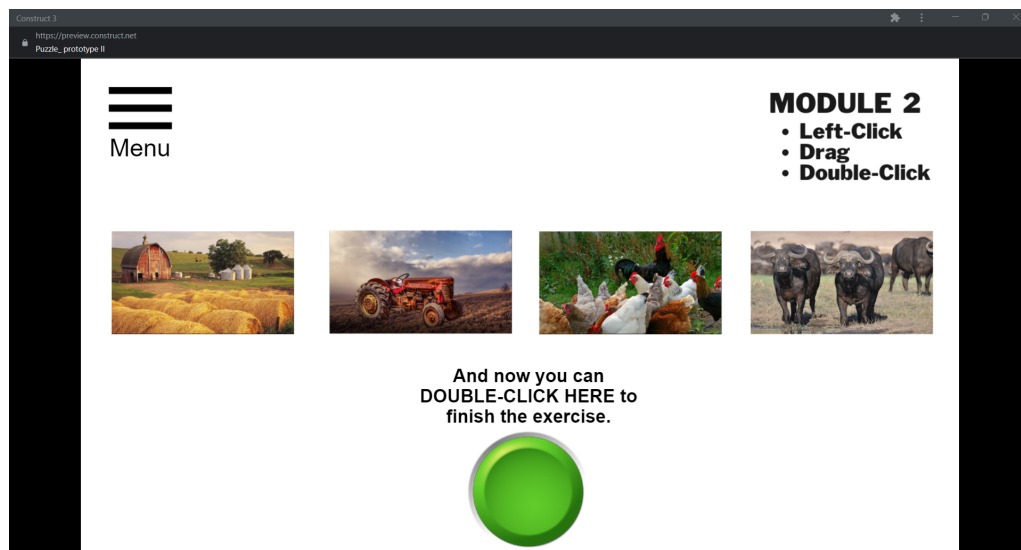 Construct 3
https://preview.construct.net
Puzzle_ prototype II
Menu
MODULE 2
• Left-Click
• Drag
• Double-Click
And now you can
DOUBLE-CLICK HERE to
finish the exercise.